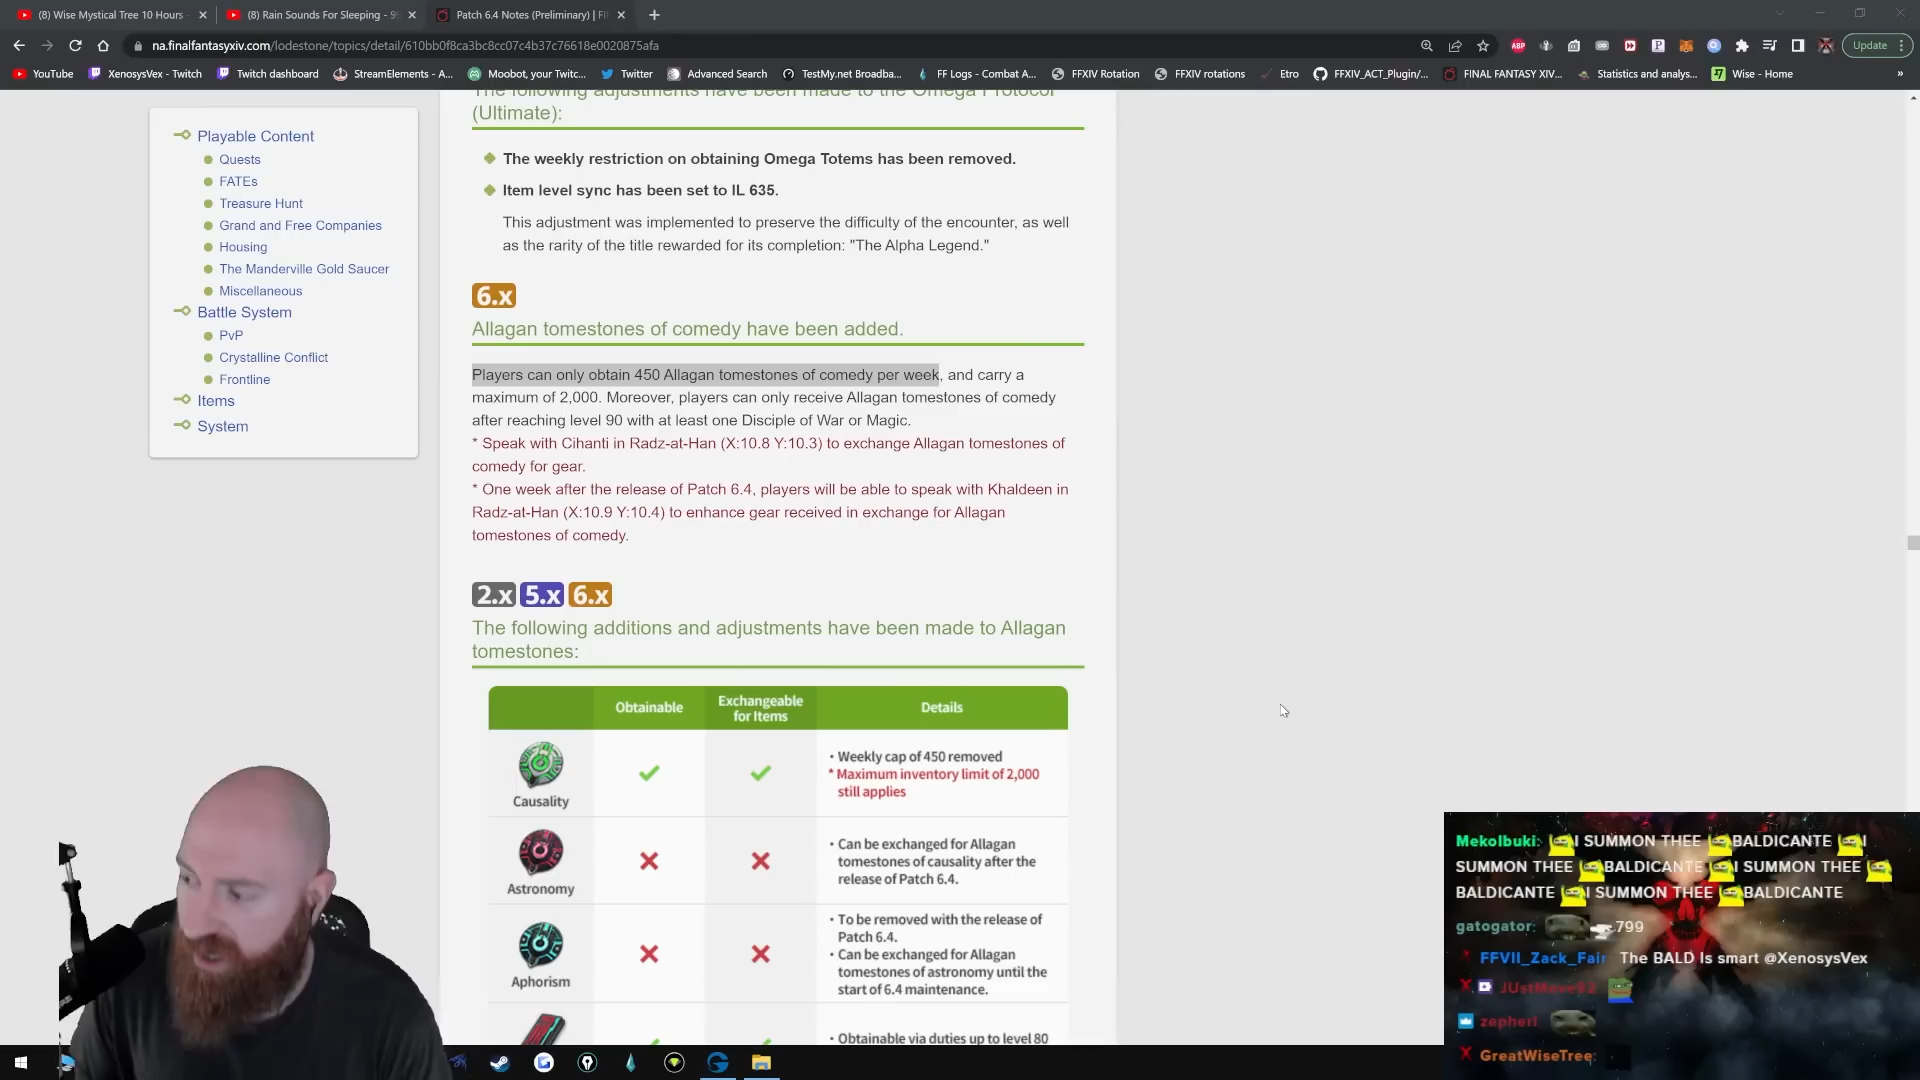 (8) Wise Mystical Tree 10 Hours
(8) Rain Sounds For Sleeping - 9
Patch 6.4 Notes (Preliminary) | FI
na.finalfantasyxiv.com/lodestone/topics/detail/610bb0f8ca3bc8cc07c4b37c76618e0020875afa
ABP
Update
YouTube
XenosysVex - Twitch
Twitch dashboard
StreamElements - A...
Moobot, your Twitc...
Twitter
Advanced Search
TestMy.net Broadba...
FF Logs - Combat A...
FFXIV Rotation
FFXIV rotations
Etro
FFXIV_ACT_Plugin/...
FINAL FANTASY XIV...
Statistics and analys...
Wise - Home
»
Playable Content
Quests
FATEs
Treasure Hunt
Grand and Free Companies
Housing
The Manderville Gold Saucer
Miscellaneous
Battle System
PvP
Crystalline Conflict
Frontline
Items
System
The following adjustments have been made to the Omega Protocol
(Ultimate):
The weekly restriction on obtaining Omega Totems has been removed.
Item level sync has been set to IL 635.
This adjustment was implemented to preserve the difficulty of the encounter, as well
as the rarity of the title rewarded for its completion: "The Alpha Legend."
6.x
Allagan tomestones of comedy have been added.
Players can only obtain 450 Allagan tomestones of comedy per week, and carry a
maximum of 2,000. Moreover, players can only receive Allagan tomestones of comedy
after reaching level 90 with at least one Disciple of War or Magic.
* Speak with Cihanti in Radz-at-Han (X:10.8 Y:10.3) to exchange Allagan tomestones of
comedy for gear.
* One week after the release of Patch 6.4, players will be able to speak with Khaldeen in
Radz-at-Han (X:10.9 Y:10.4) to enhance gear received in exchange for Allagan
tomestones of comedy.
2.x 5.x 6.x
The following additions and adjustments have been made to Allagan
tomestones:
Obtainable
Exchangeable
for Items
Details
Causality
・Weekly cap of 450 removed
* Maximum inventory limit of 2,000
still applies
Astronomy
・Can be exchanged for Allagan
tomestones of causality after the
release of Patch 6.4.
Aphorism
・To be removed with the release of
Patch 6.4.
・Can be exchanged for Allagan
tomestones of astronomy until the
start of 6.4 maintenance.
・Obtainable via duties up to level 80
Mekolbuki: I SUMMON THEE BALDICANTE I
SUMMON THEE BALDICANTE I SUMMON THEE
BALDICANTE I SUMMON THEE BALDICANTE
gatogator: 799
FFVII_Zack_Fair The BALD Is smart @XenosysVex
zepherl
GreatWiseTree: